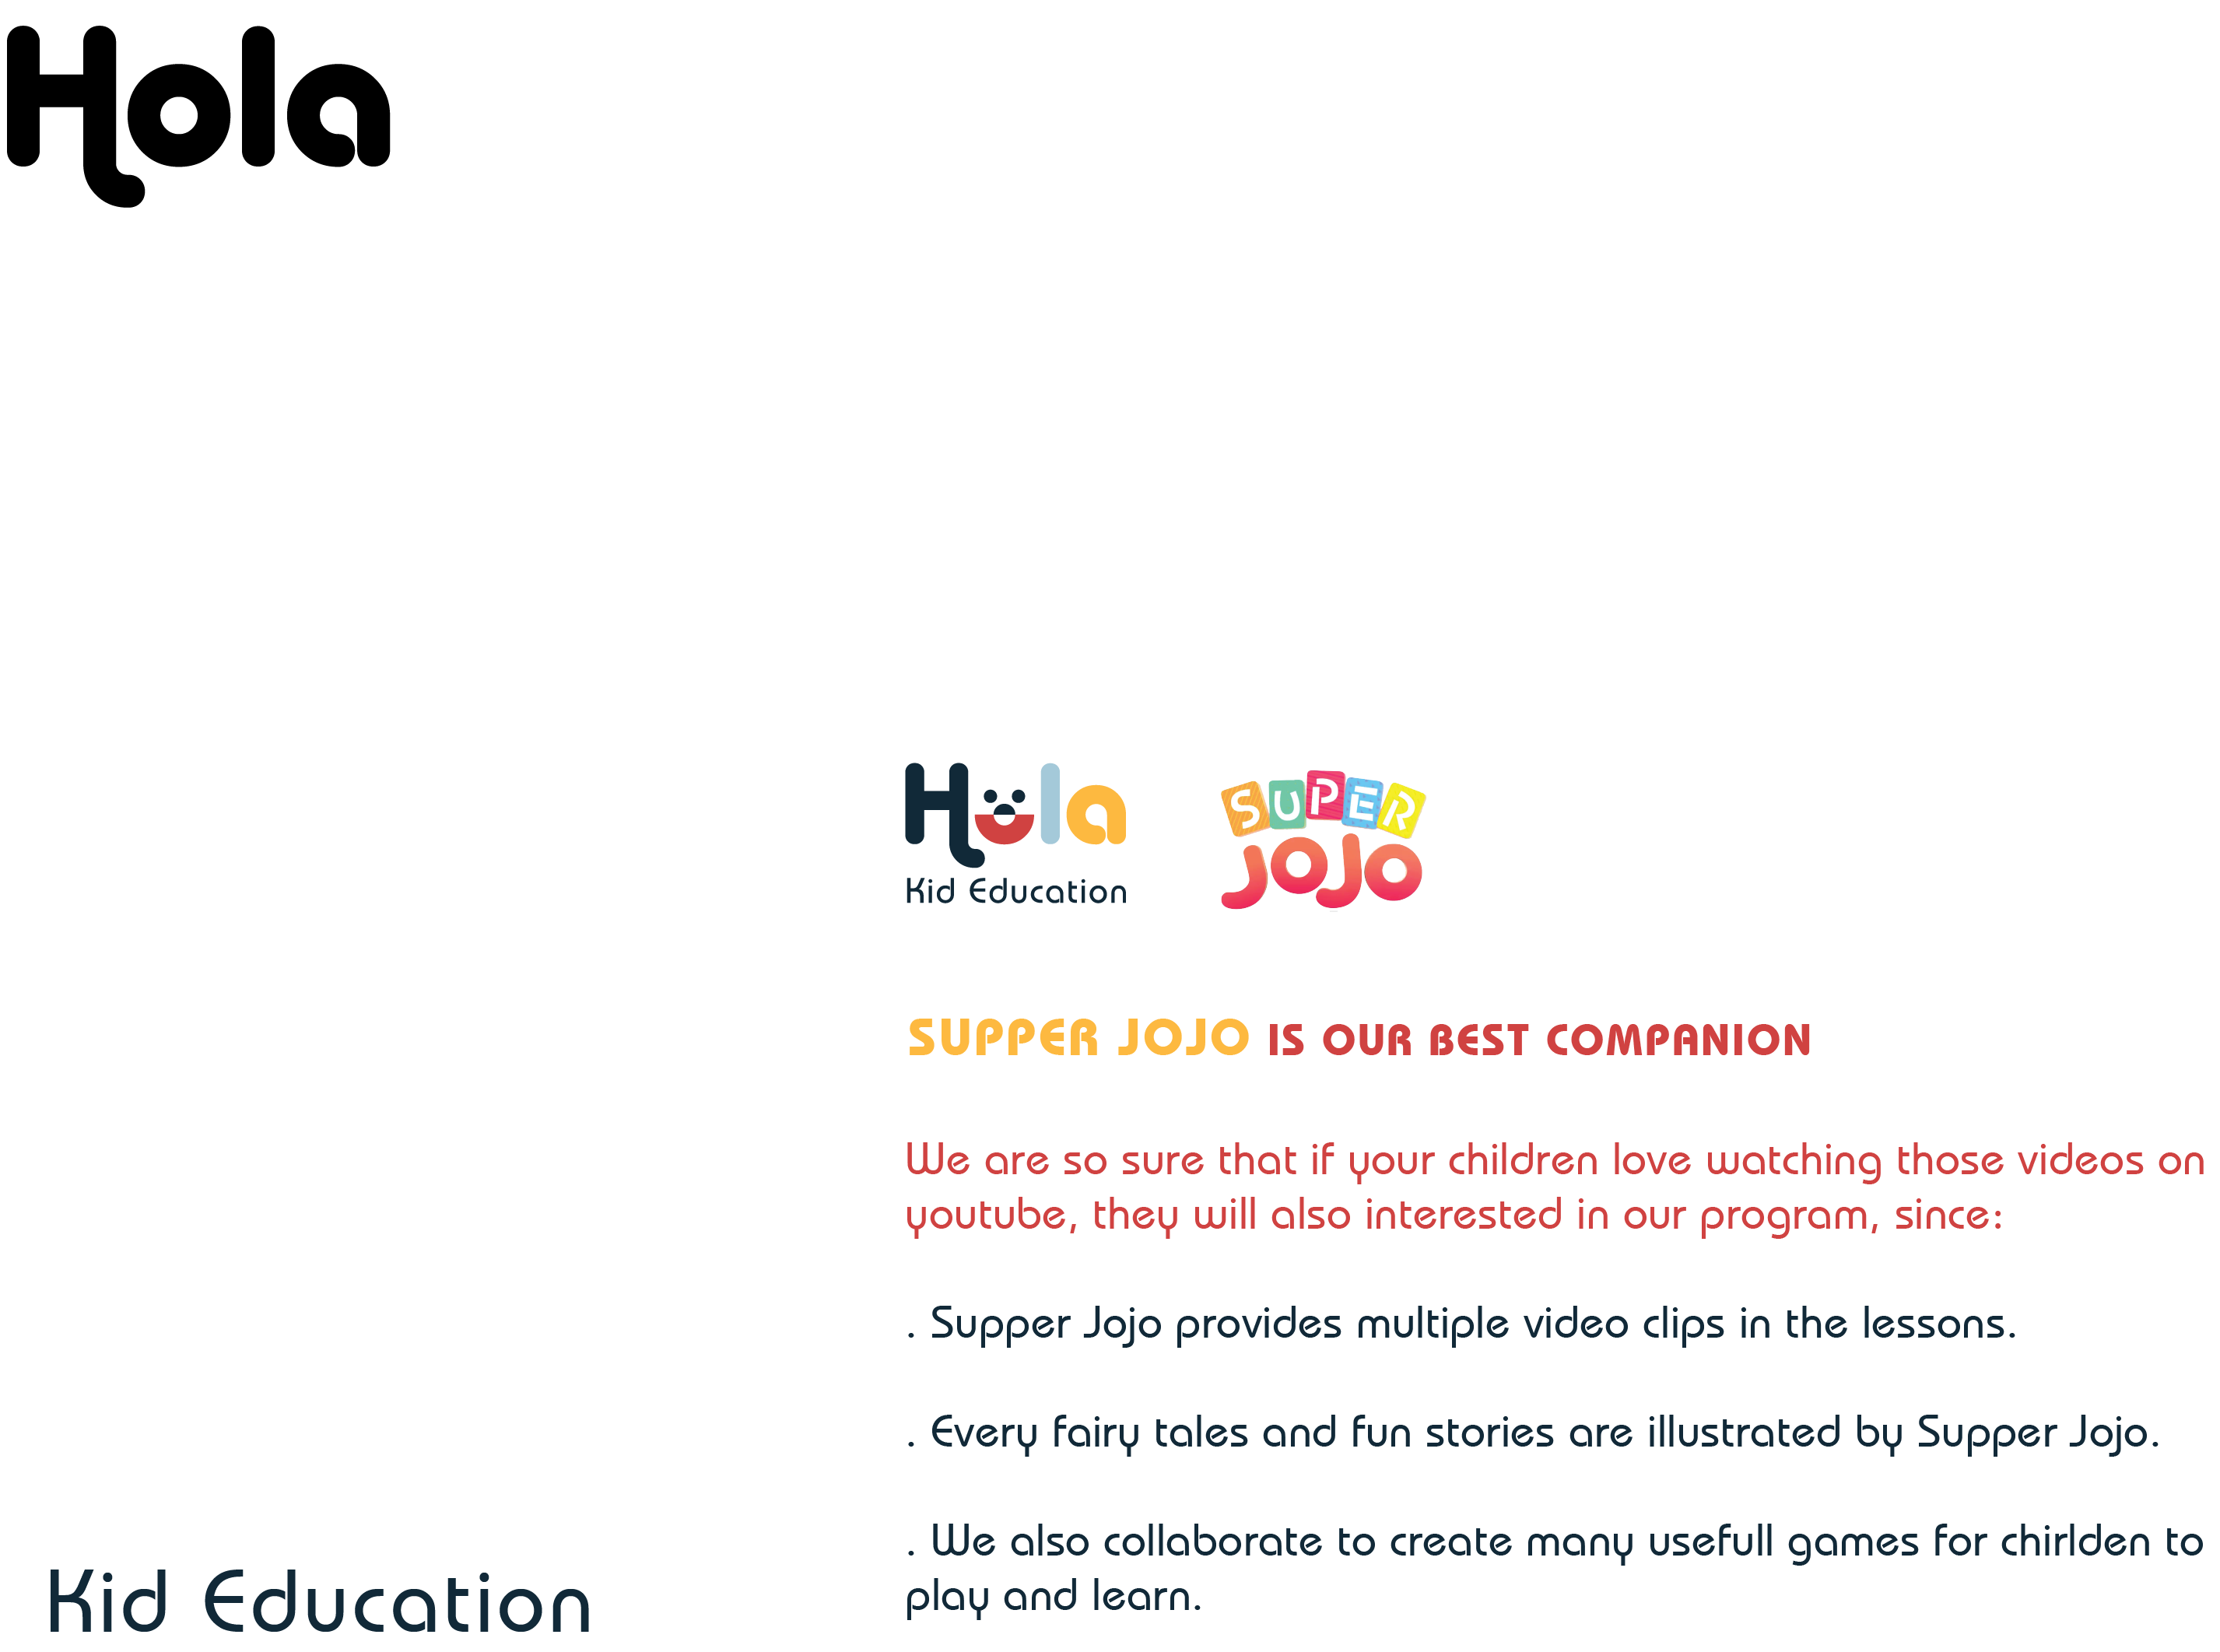 Hola
Hola
Kid Education
SUPER
JOJO
SUPPER JOJO IS OUR BEST COMPANION
We are so sure that if your children love watching those videos on
youtube, they will also interested in our program, since:
. Supper Jojo provides multiple video clips in the lessons.
. Every fairy tales and fun stories are illustrated by Supper Jojo.
. We also collaborate to create many usefull games for chirlden to
play and learn.
Kid Education